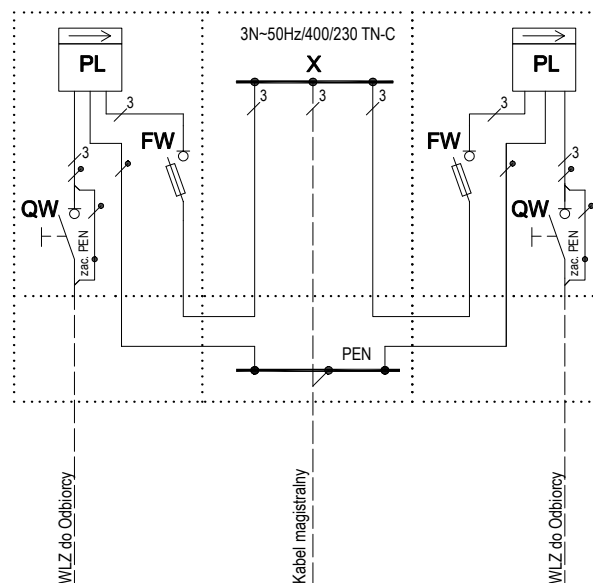 3N~50Hz/400/230 TN-C
PL
X
PL
3
3
3
3
3
FW
FW
3
3
QW
zac. PEN
QW
zac. PEN
PEN
WLZ do Odbiorcy
Kabel magistralny
WLZ do Odbiorcy